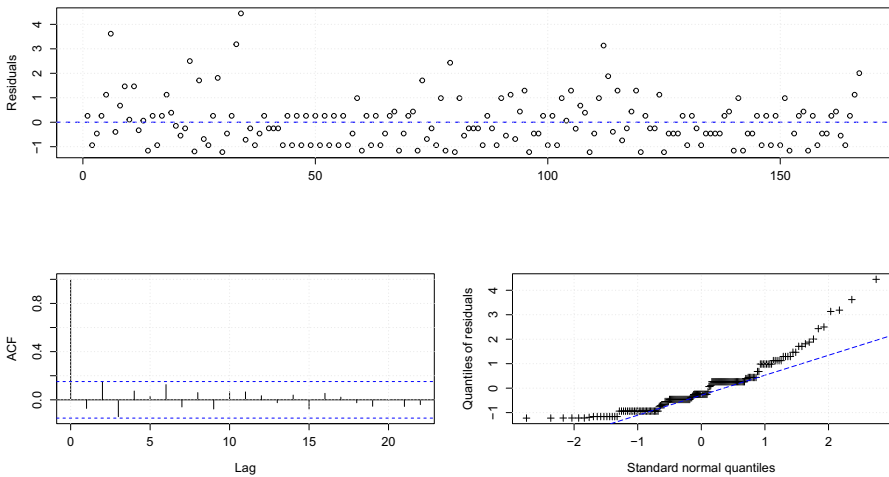 Residuals
4
3
2
1
0
−1
0 50 100 150
ACF
0.8
0.4
0.0
0 5 10 15 20
Lag
Quantiles of residuals
4
3
2
1
0
−1
−2 −1 0 1 2
Standard normal quantiles